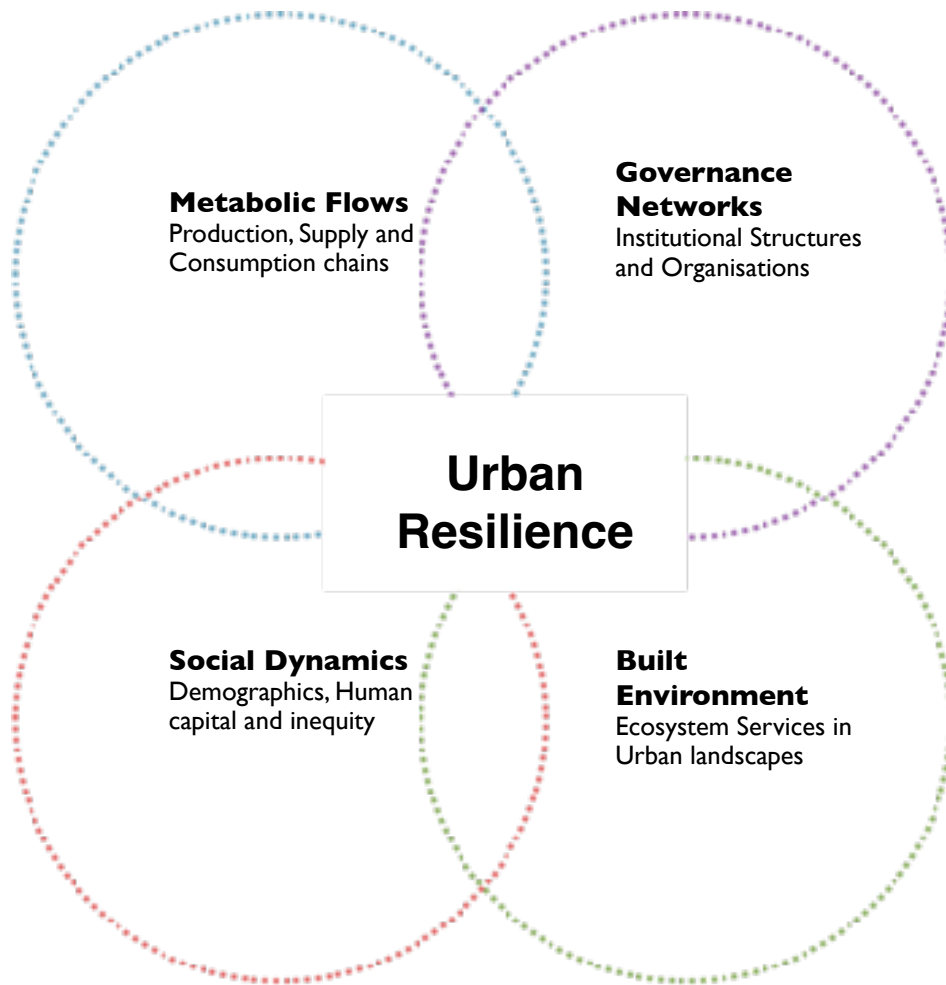 Metabolic Flows
Production, Supply and
Consumption chains
Governance
Networks
Institutional Structures
and Organisations
Urban
Resilience
Social Dynamics
Demographics, Human
capital and inequity
Built
Environment
Ecosystem Services in
Urban landscapes